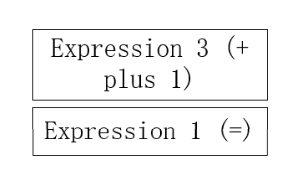 Expression 3 (+
plus 1)
Expression 1 (=)